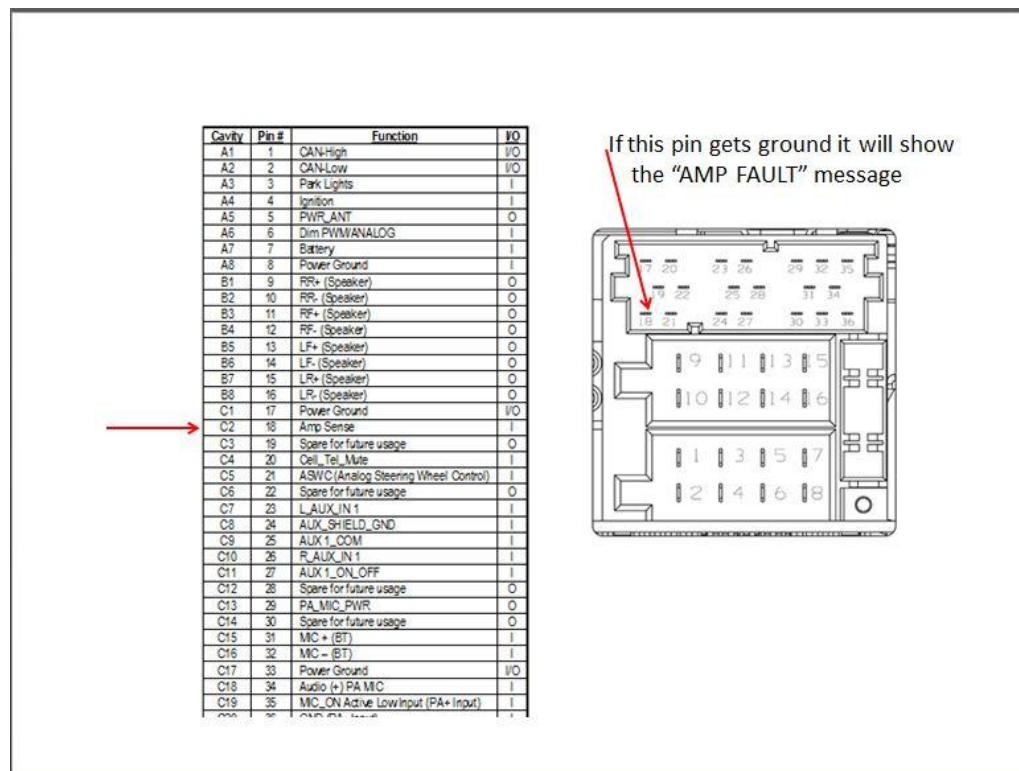 Cavity Pin # Function I/O
A1 1 CAN-High I/O
A2 2 CAN-Low I/O
A3 3 Park Lights I
A4 4 Ignition I
A5 5 PWR_ANT O
A6 6 Dim PWM/ANALOG I
A7 7 Battery I
A8 8 Power Ground I
B1 9 RR+ (Speaker) O
B2 10 RR- (Speaker) O
B3 11 RF+ (Speaker) O
B4 12 RF- (Speaker) O
B5 13 LF+ (Speaker) O
B6 14 LF- (Speaker) O
B7 15 LR+ (Speaker) O
B8 16 LR- (Speaker) O
C1 17 Power Ground I/O
C2 18 Amp Sense I
C3 19 Spare for future usage O
C4 20 Cell_Tel_Mute I
C5 21 ASWC (Analog Steering Wheel Control) I
C6 22 Spare for future usage O
C7 23 L_AUX_IN 1 I
C8 24 AUX_SHIELD_GND I
C9 25 AUX 1_COM I
C10 26 R_AUX_IN 1 I
C11 27 AUX 1_ON_OFF I
C12 28 Spare for future usage O
C13 29 PA_MIC_PWR O
C14 30 Spare for future usage O
C15 31 MIC + (BT) I
C16 32 MIC – (BT) I
C17 33 Power Ground I/O
C18 34 Audio (+) PA MIC I
C19 35 MIC_ON Active Low Input (PA+ Input) I
If this pin gets ground it will show
the “AMP FAULT” message
17 20 23 26 29 32 35
19 22 25 28 31 34
18 21 24 27 30 33 36
9 11 13 15
10 12 14 16
1 3 5 7
2 4 6 8